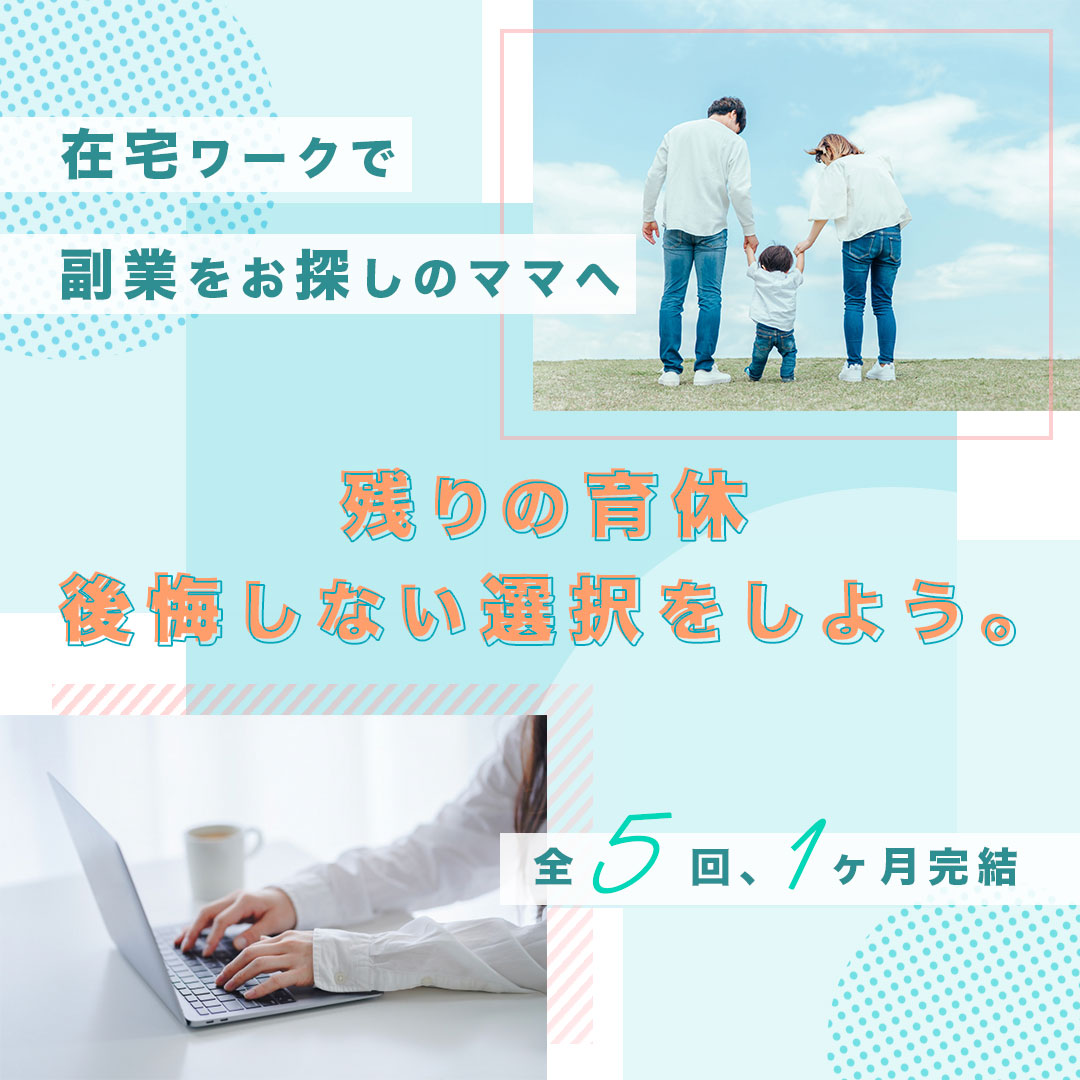 在宅ワークで
副業をお探しのママへ
残りの育休
後悔しない選択をしよう。
全5回、1ヶ月完結